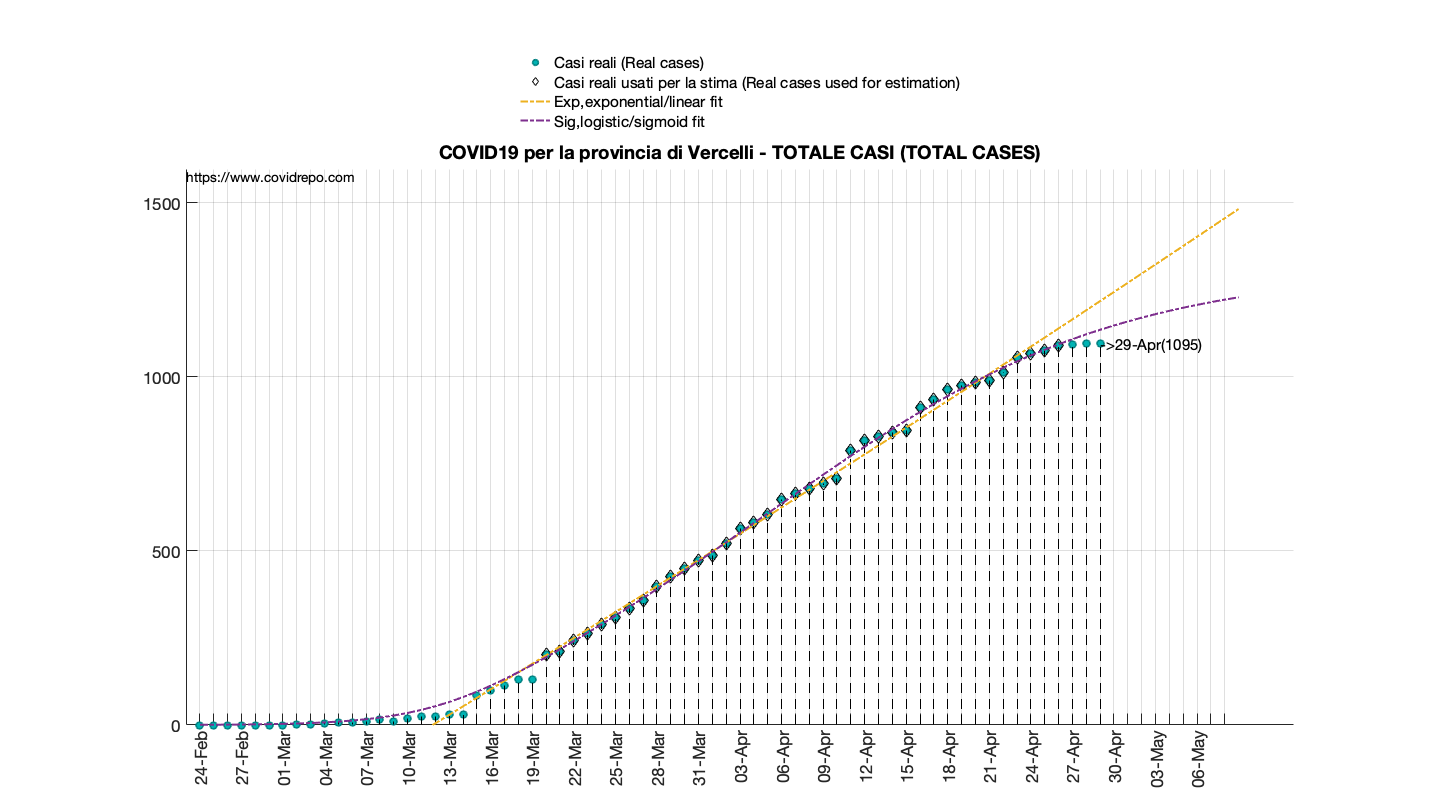 Casi reali (Real cases)
Casi reali usati per la stima (Real cases used for estimation)
Exp,exponential/linear fit
Sig,logistic/sigmoid fit
COVID19 per la provincia di Vercelli - TOTALE CASI (TOTAL CASES)
https://www.covidrepo.com
1500
1000
500
0
>29-Apr(1095)
24-Feb
27-Feb
01-Mar
04-Mar
07-Mar
10-Mar
13-Mar
16-Mar
19-Mar
22-Mar
25-Mar
28-Mar
31-Mar
03-Apr
06-Apr
09-Apr
12-Apr
15-Apr
18-Apr
21-Apr
24-Apr
27-Apr
30-Apr
03-May
06-May